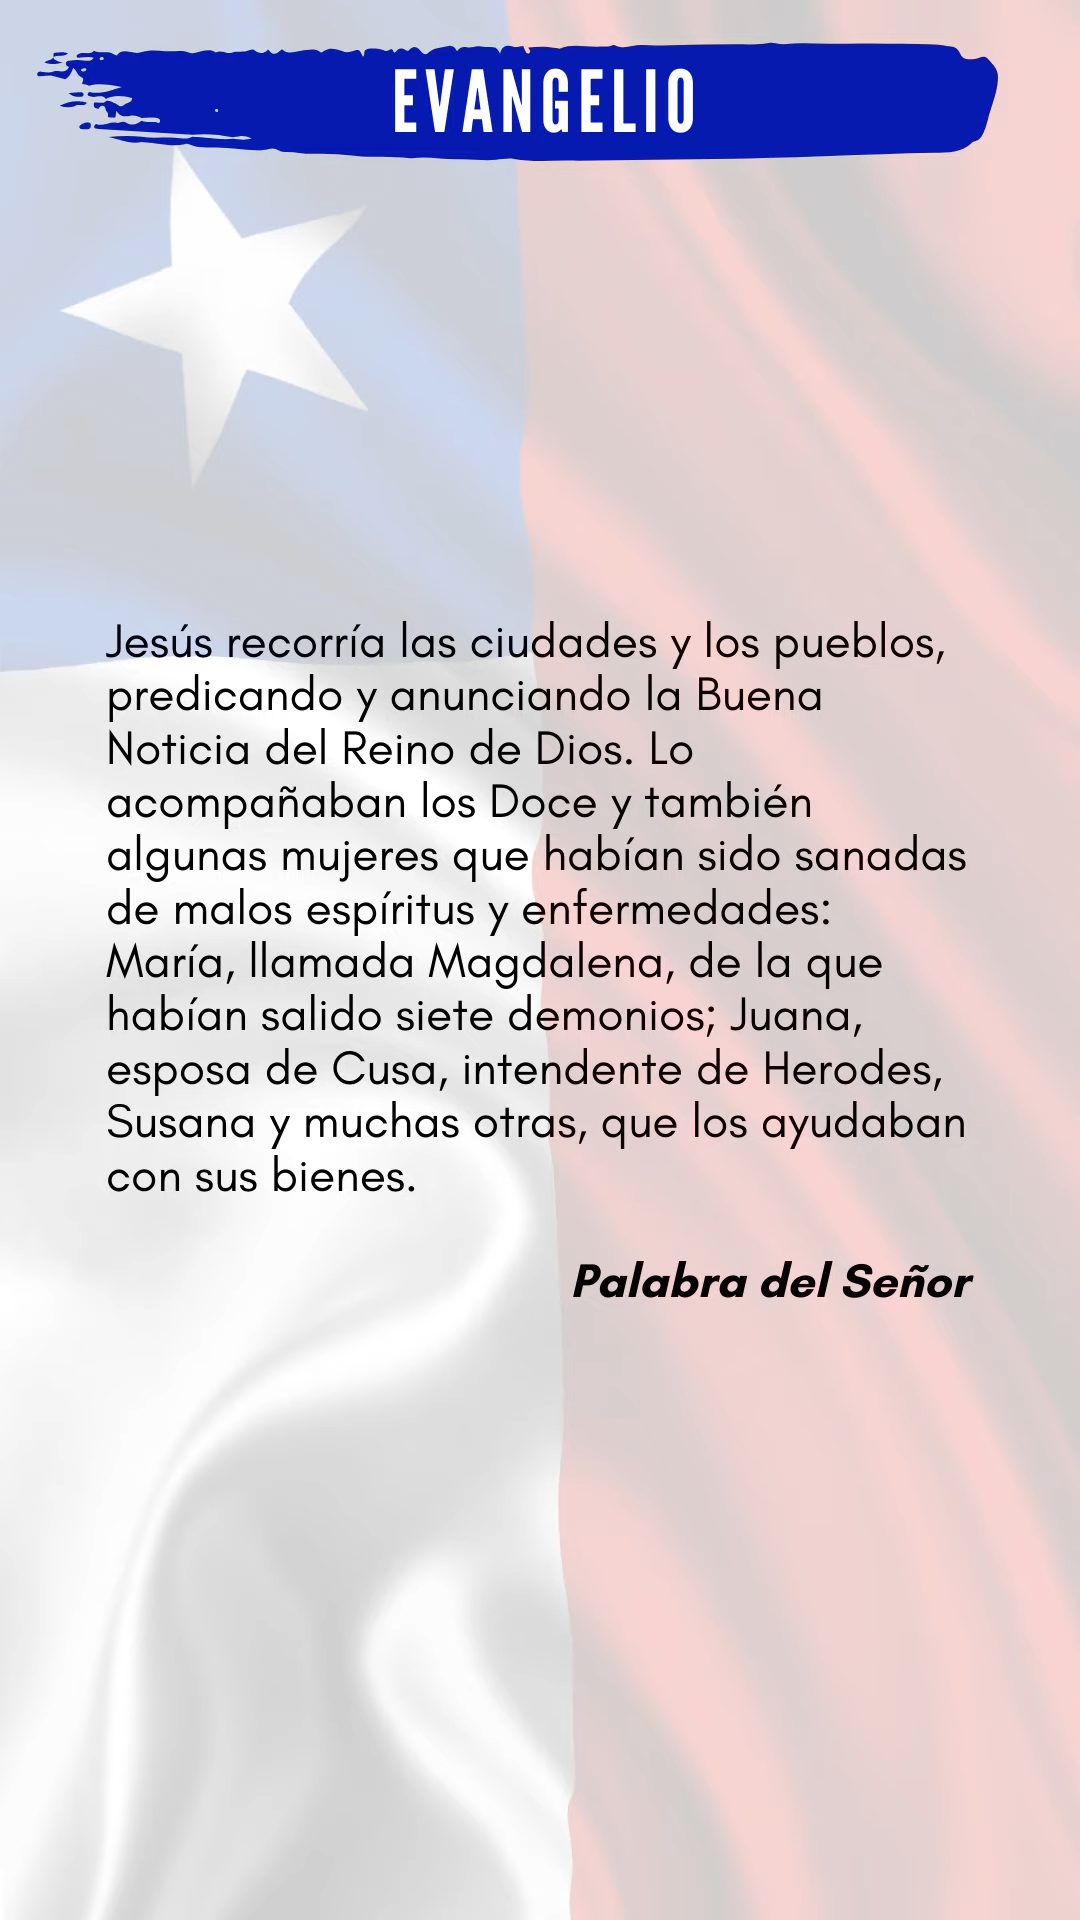 EVANGELIO
Jesús recorría las ciudades y los pueblos,
predicando y anunciando la Buena
Noticia del Reino de Dios. Lo
acompañaban los Doce y también
algunas mujeres que habían sido sanadas
de malos espíritus y enfermedades:
María, llamada Magdalena, de la que
habían salido siete demonios; Juana,
esposa de Cusa, intendente de Herodes,
Susana y muchas otras, que los ayudaban
con sus bienes.
Palabra del Señor